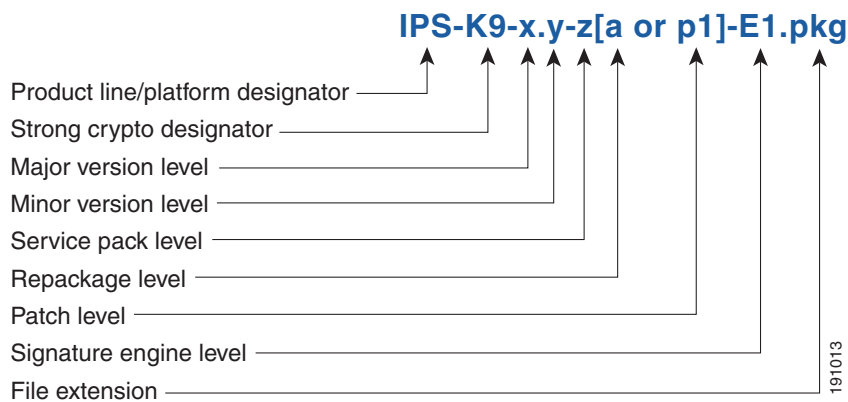 IPS-K9-x.y-z[a or p1]-E1.pkg
Product line/platform designator
Strong crypto designator
Major version level
Minor version level
Service pack level
Repackage level
Patch level
Signature engine level
File extension
191013